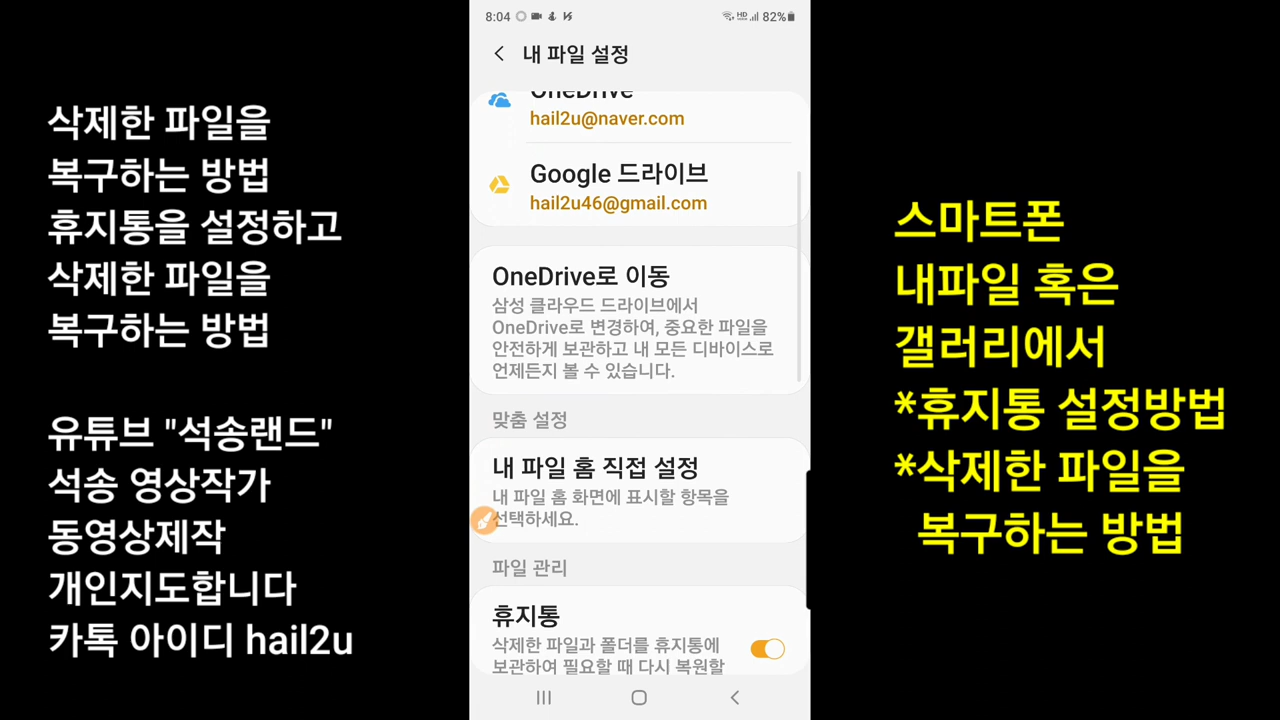 삭제한 파일을
복구하는 방법
휴지통을 설정하고
삭제한 파일을
복구하는 방법
유튜브 "석송랜드"
석송 영상작가
동영상제작
개인지도합니다
카톡 아이디 hail2u
8:04
82%
내 파일 설정
OneDrive
hail2u@naver.com
Google 드라이브
hail2u46@gmail.com
OneDrive로 이동
삼성 클라우드 드라이브에서
OneDrive로 변경하여, 중요한 파일을
안전하게 보관하고 내 모든 디바이스로
언제든지 볼 수 있습니다.
맞춤 설정
내 파일 홈 직접 설정
내 파일 홈 화면에 표시할 항목을
선택하세요.
파일 관리
휴지통
삭제한 파일과 폴더를 휴지통에
보관하여 필요할 때 다시 복원할
스마트폰
내파일 혹은
갤러리에서
*휴지통 설정방법
*삭제한 파일을
복구하는 방법